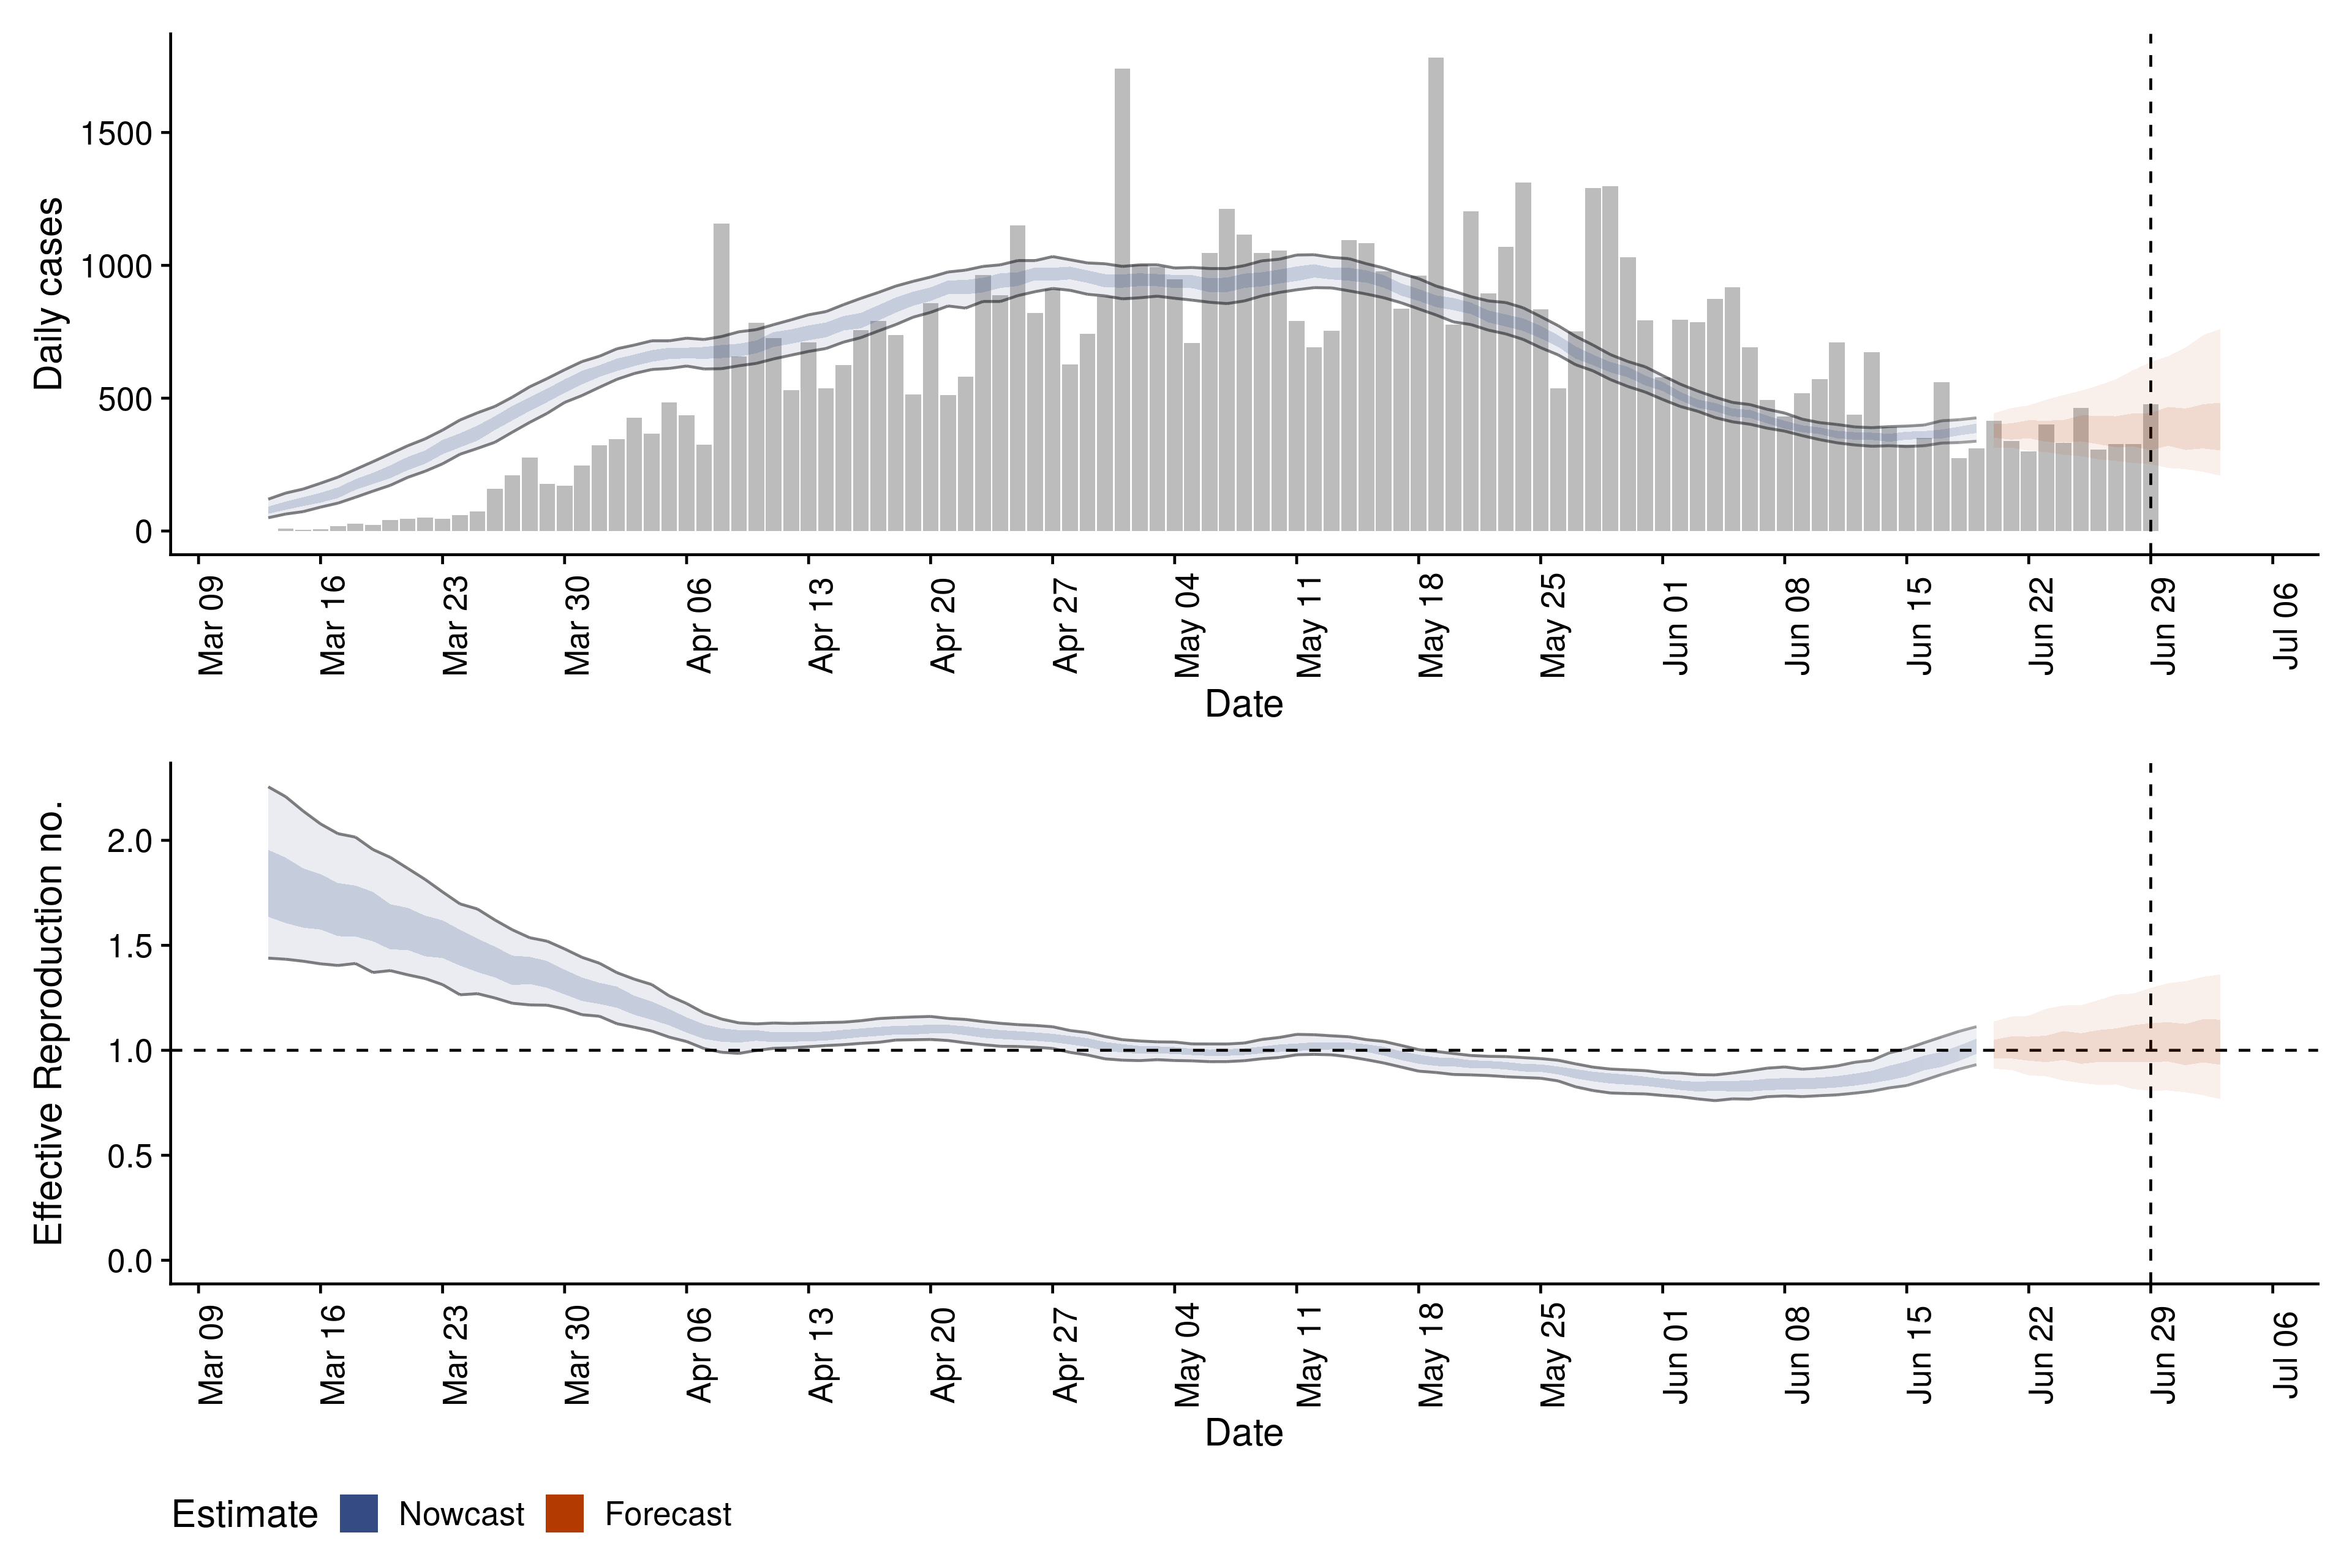 Daily cases
1500
1000
500
0
Mar 09 Mar 16 Mar 23 Mar 30 Apr 06 Apr 13 Apr 20 Apr 27 May 04 May 11 May 18 May 25 Jun 01 Jun 08 Jun 15 Jun 22 Jun 29 Jul 06
Date
Effective Reproduction no.
2.0
1.5
1.0
0.5
0.0
Mar 09 Mar 16 Mar 23 Mar 30 Apr 06 Apr 13 Apr 20 Apr 27 May 04 May 11 May 18 May 25 Jun 01 Jun 08 Jun 15 Jun 22 Jun 29 Jul 06
Date
Estimate Nowcast Forecast